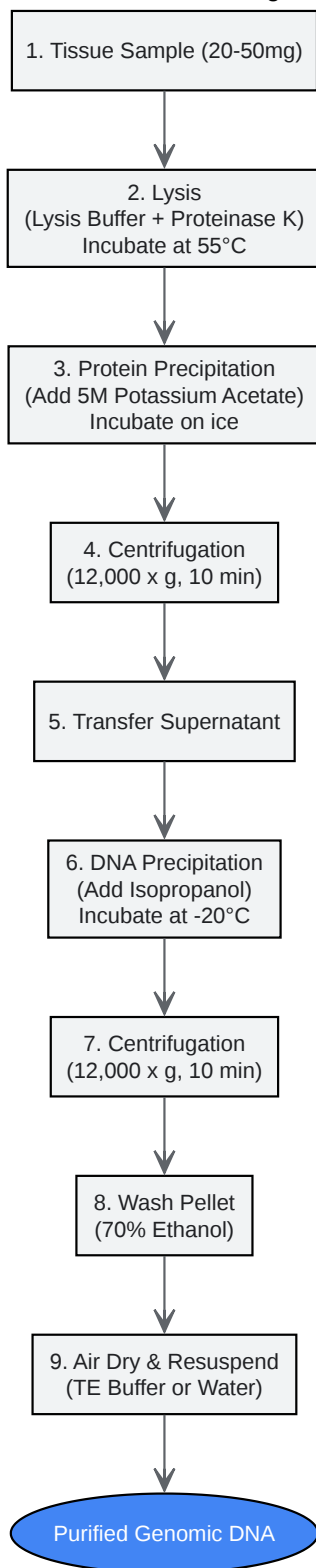 1. Tissue Sample (20-50mg)
2. Lysis
(Lysis Buffer + Proteinase K)
Incubate at 55°C
3. Protein Precipitation
(Add 5M Potassium Acetate)
Incubate on ice
4. Centrifugation
(12,000 x g, 10 min)
5. Transfer Supernatant
6. DNA Precipitation
(Add Isopropanol)
Incubate at -20°C
7. Centrifugation
(12,000 x g, 10 min)
8. Wash Pellet
(70% Ethanol)
9. Air Dry & Resuspend
(TE Buffer or Water)
Purified Genomic DNA